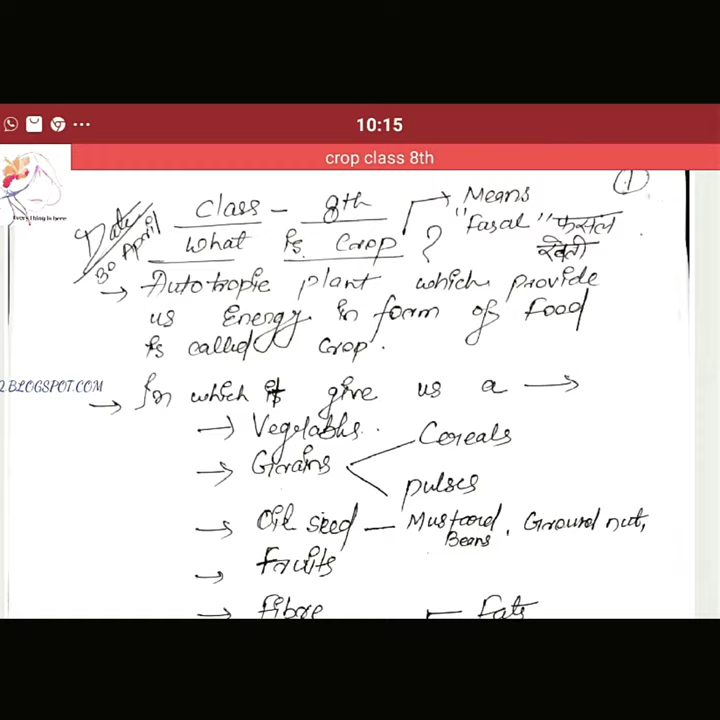 10:15
crop class 8th
①
Date
30 April
Class - 8th
Means
"fasal" फसल
खेती
What is Crop ?
→ Autotropic plant which provide
us Energy in form of Food
is called Crop.
2.BLOGSPOT.COM
→ In which it give us a →
→ Vegetables.
→ Grains
Cereals
pulses
→ Oil seed — Mustard, Ground nut,
Beans
→ Fruits
→ fibre
Fats